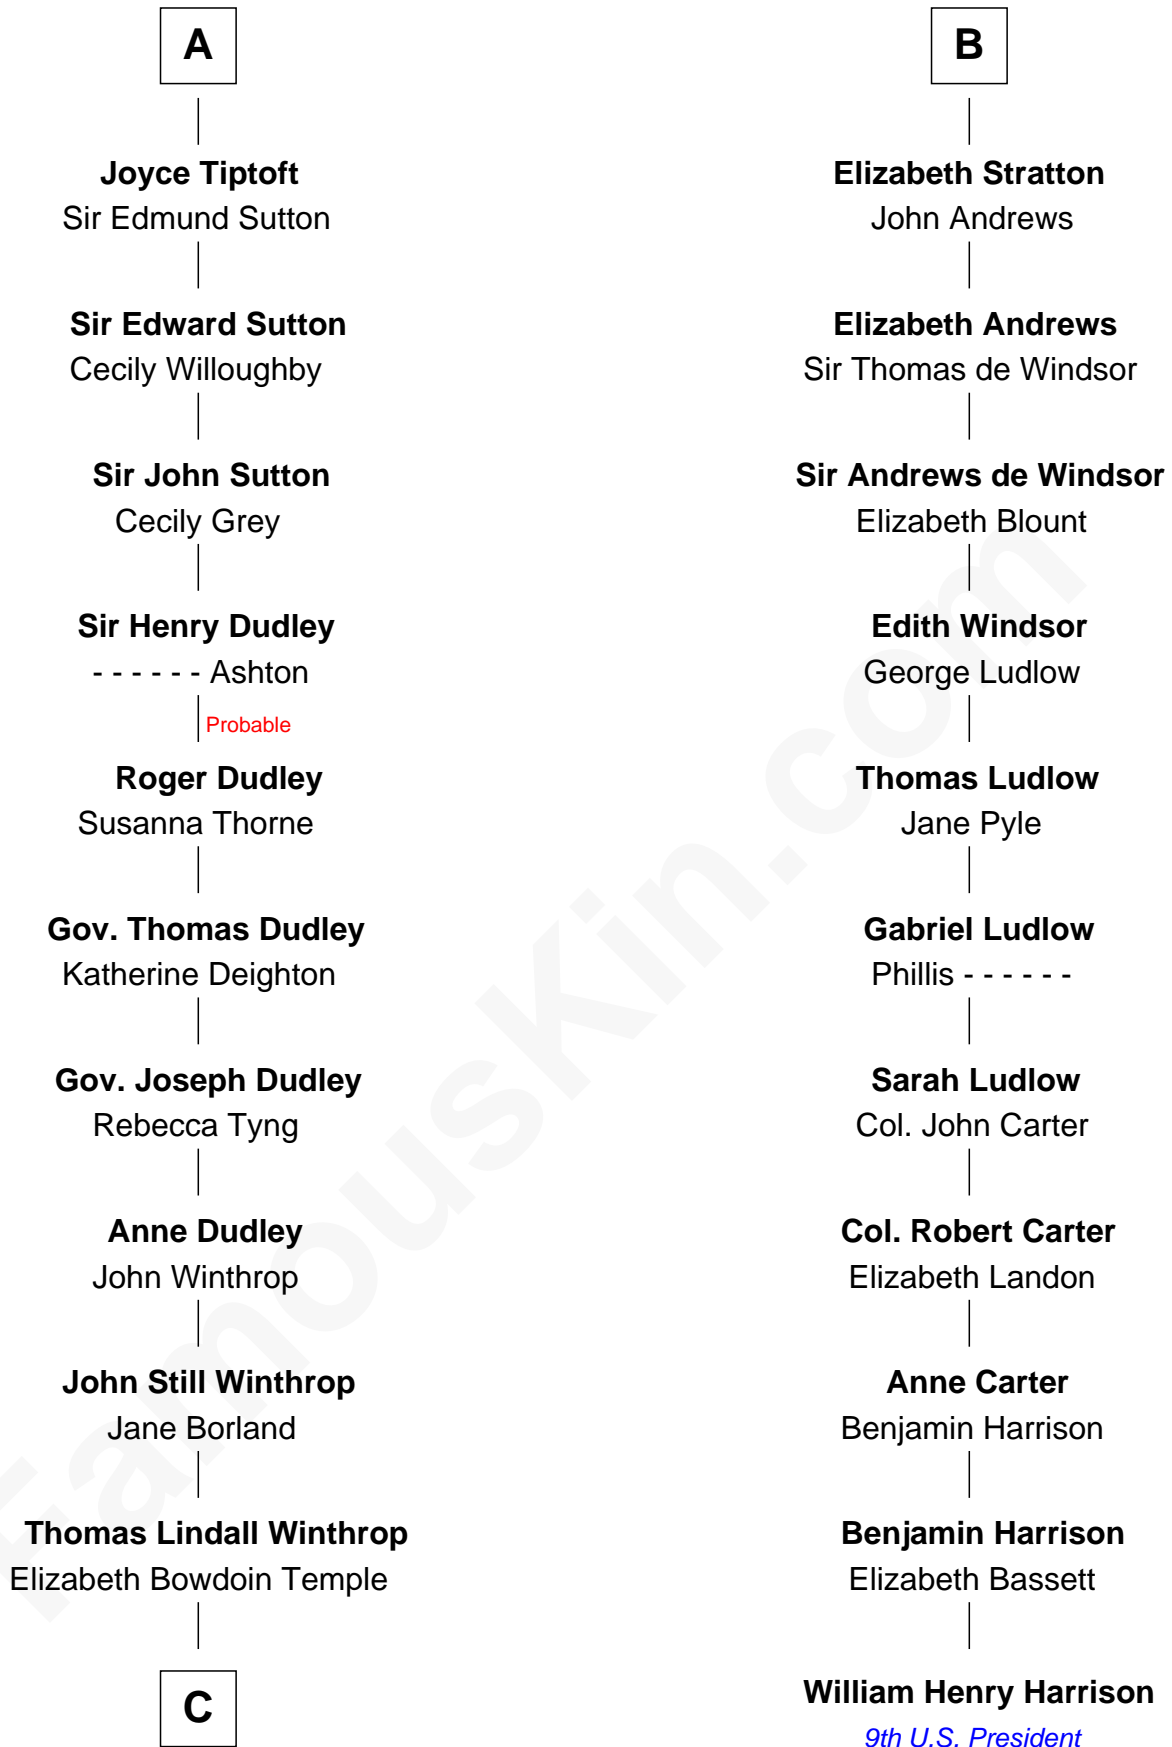 A
Joyce Tiptoft
Sir Edmund Sutton
Sir Edward Sutton
Cecily Willoughby
Sir John Sutton
Cecily Grey
Sir Henry Dudley
- - - - - - Ashton
Probable
Roger Dudley
Susanna Thorne
Gov. Thomas Dudley
Katherine Deighton
Gov. Joseph Dudley
Rebecca Tyng
Anne Dudley
John Winthrop
John Still Winthrop
Jane Borland
Thomas Lindall Winthrop
Elizabeth Bowdoin Temple
C
B
Elizabeth Stratton
John Andrews
Elizabeth Andrews
Sir Thomas de Windsor
Sir Andrews de Windsor
Elizabeth Blount
Edith Windsor
George Ludlow
Thomas Ludlow
Jane Pyle
Gabriel Ludlow
Phillis - - - - - -
Sarah Ludlow
Col. John Carter
Col. Robert Carter
Elizabeth Landon
Anne Carter
Benjamin Harrison
Benjamin Harrison
Elizabeth Bassett
William Henry Harrison
9th U.S. President
FamousKin.com